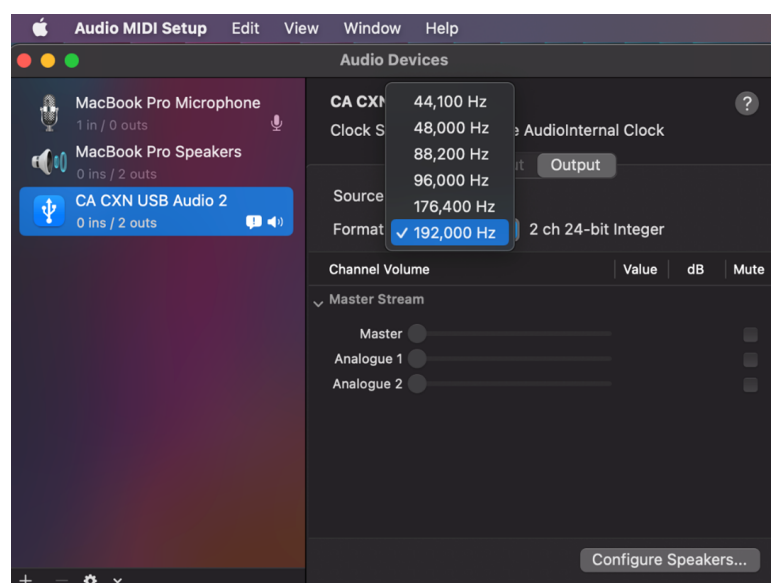 Audio MIDI Setup Edit View Window Help
Audio Devices
MacBook Pro Microphone
1 in / 0 outs
MacBook Pro Speakers
0 ins / 2 outs
CA CXN USB Audio 2
0 ins / 2 outs
CA CXN
?
Clock S
AudioInternal Clock
44,100 Hz
48,000 Hz
88,200 Hz
96,000 Hz
176,400 Hz
✓ 192,000 Hz
Output
Source
Format
2 ch 24-bit Integer
Channel Volume Value dB Mute
Master Stream
Master
Analogue 1
Analogue 2
Configure Speakers...